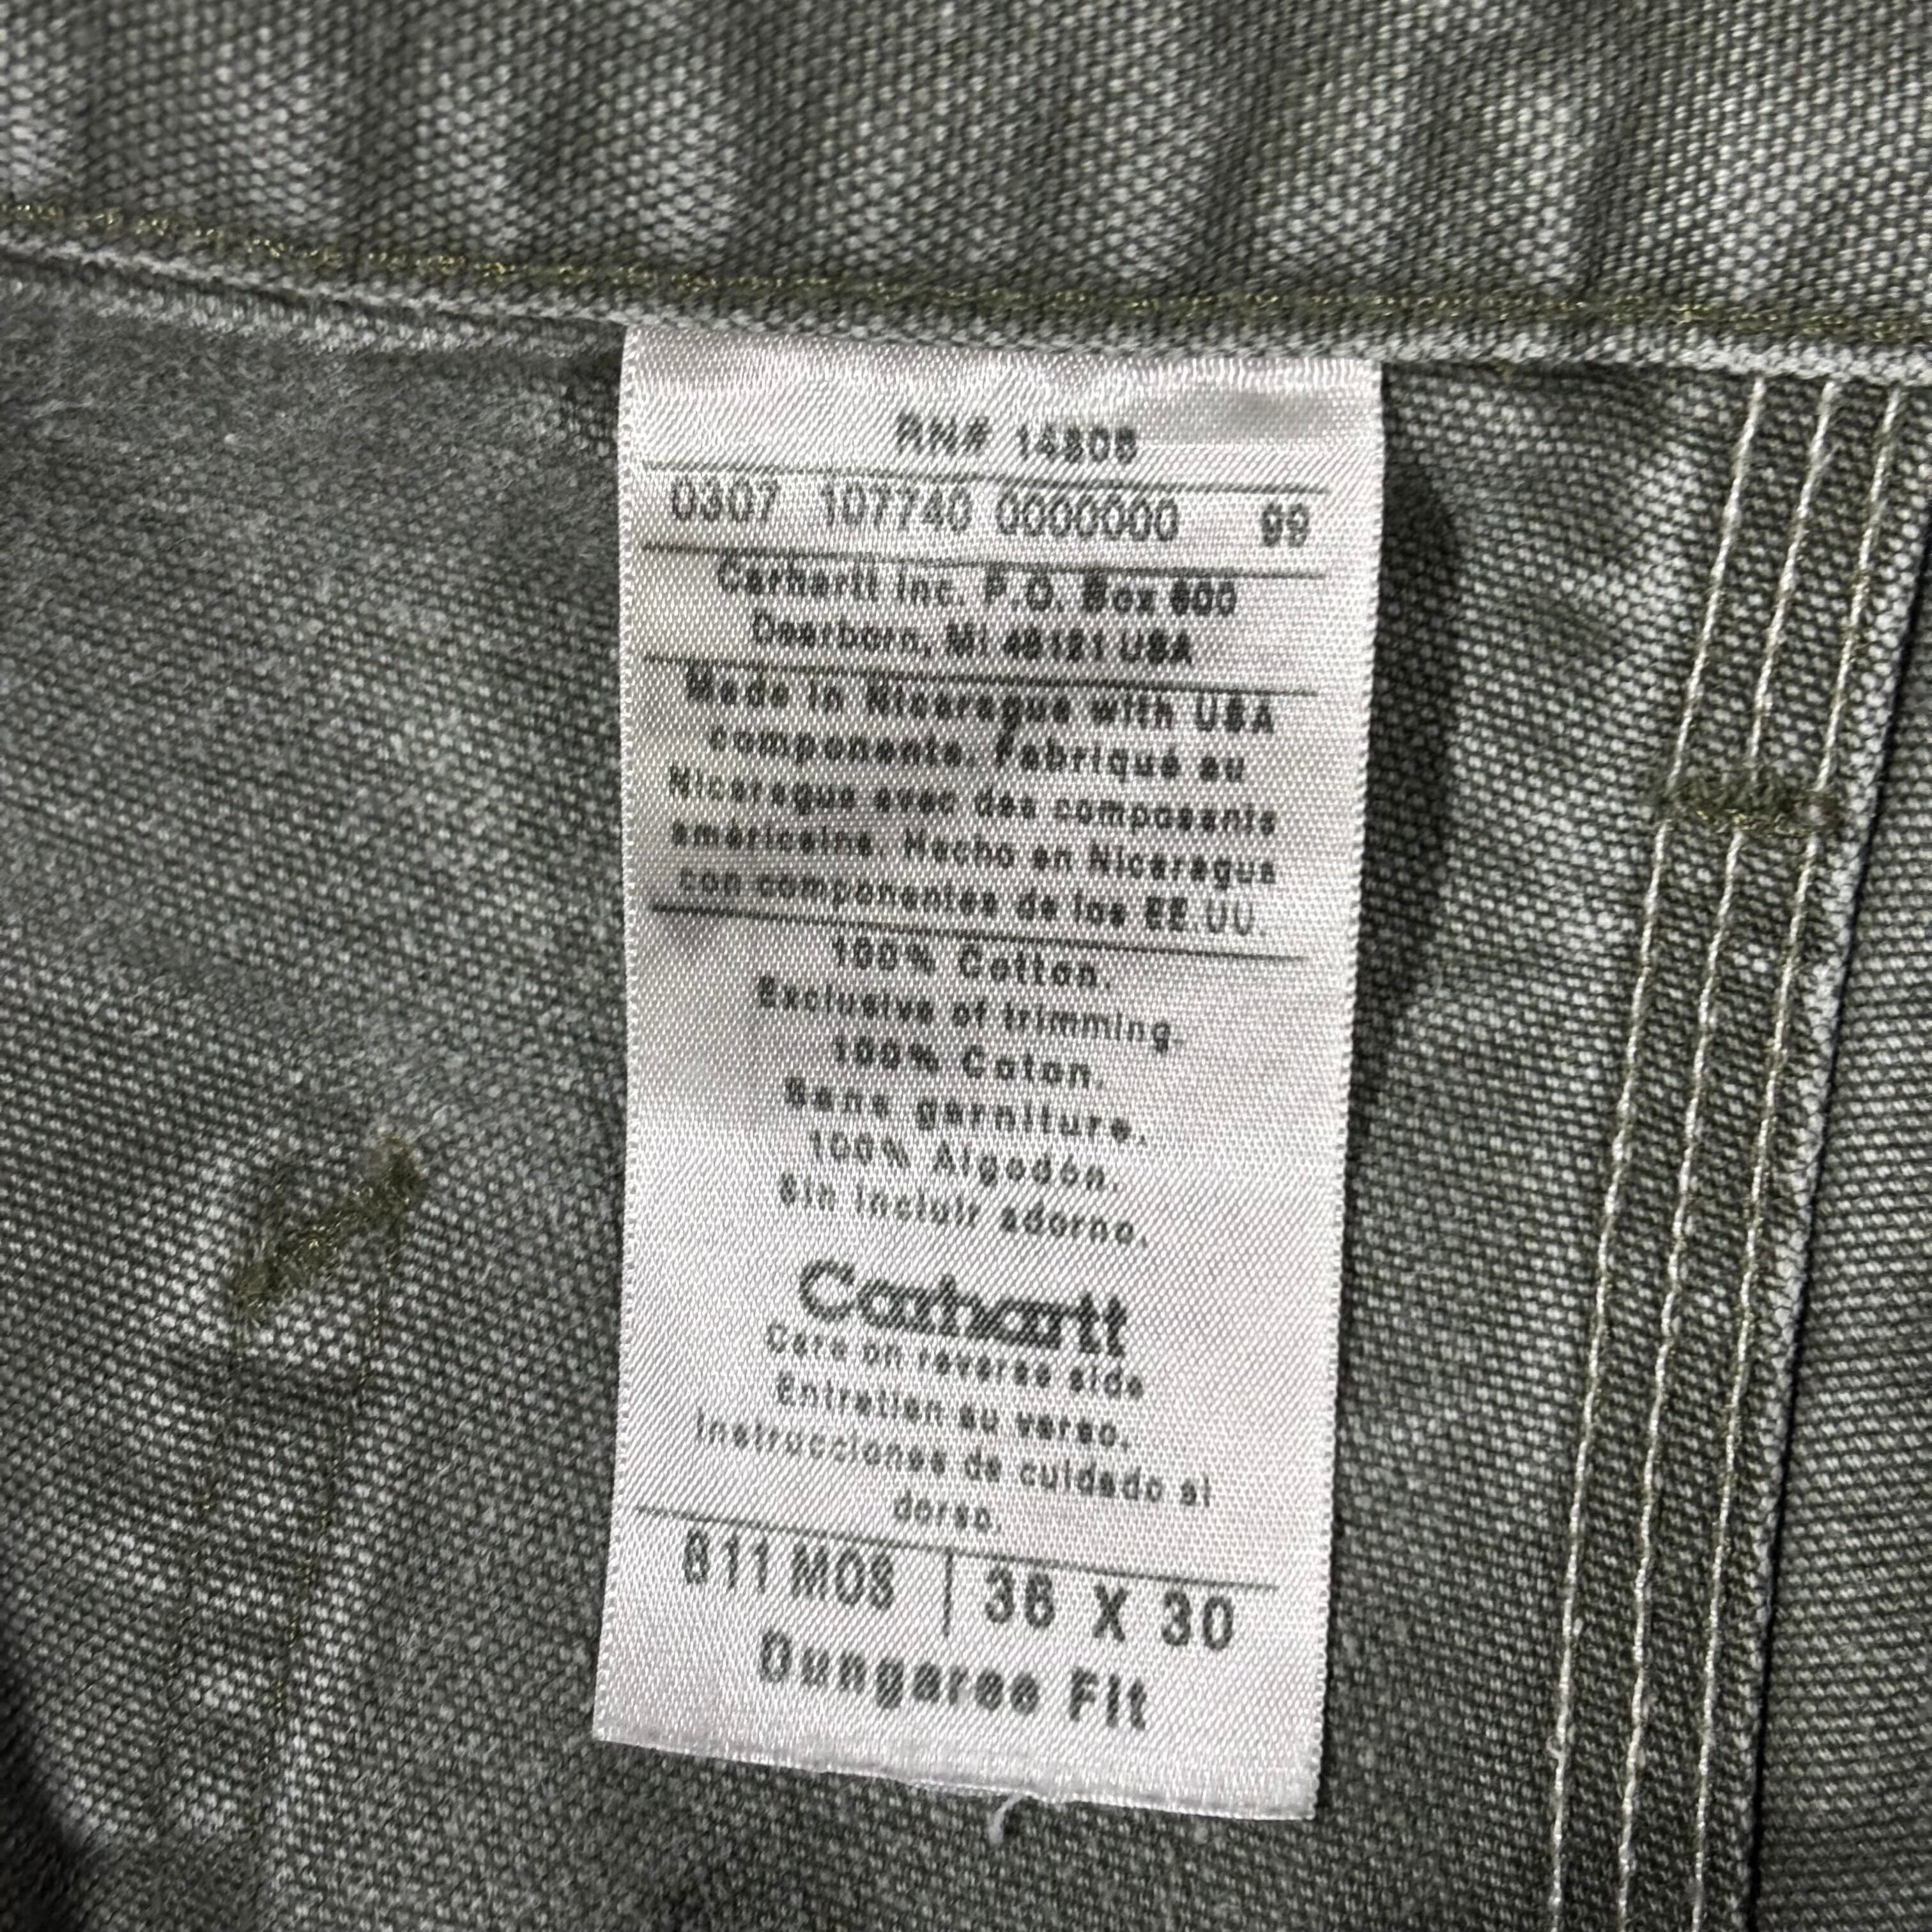 RN# 14806
0307 107740 0000000 99
Carhartt Inc. P.O. Box 600
Dearborn, MI 48121 USA
Made in Nicaragua with USA
components. Fabriqué au
Nicaragua avec des composants
américains. Hecho en Nicaragua
con componentes de los EE.UU
100% Cotton.
Exclusive of trimming.
100% Coton.
Sans garniture.
100% Algodón.
Sin incluir adorno.
Carhartt
Care on reverse side
Entretien au verso.
Instrucciones de cuidado al
dorso.
B11 MOS | 36 X 30
Dungaree Fit